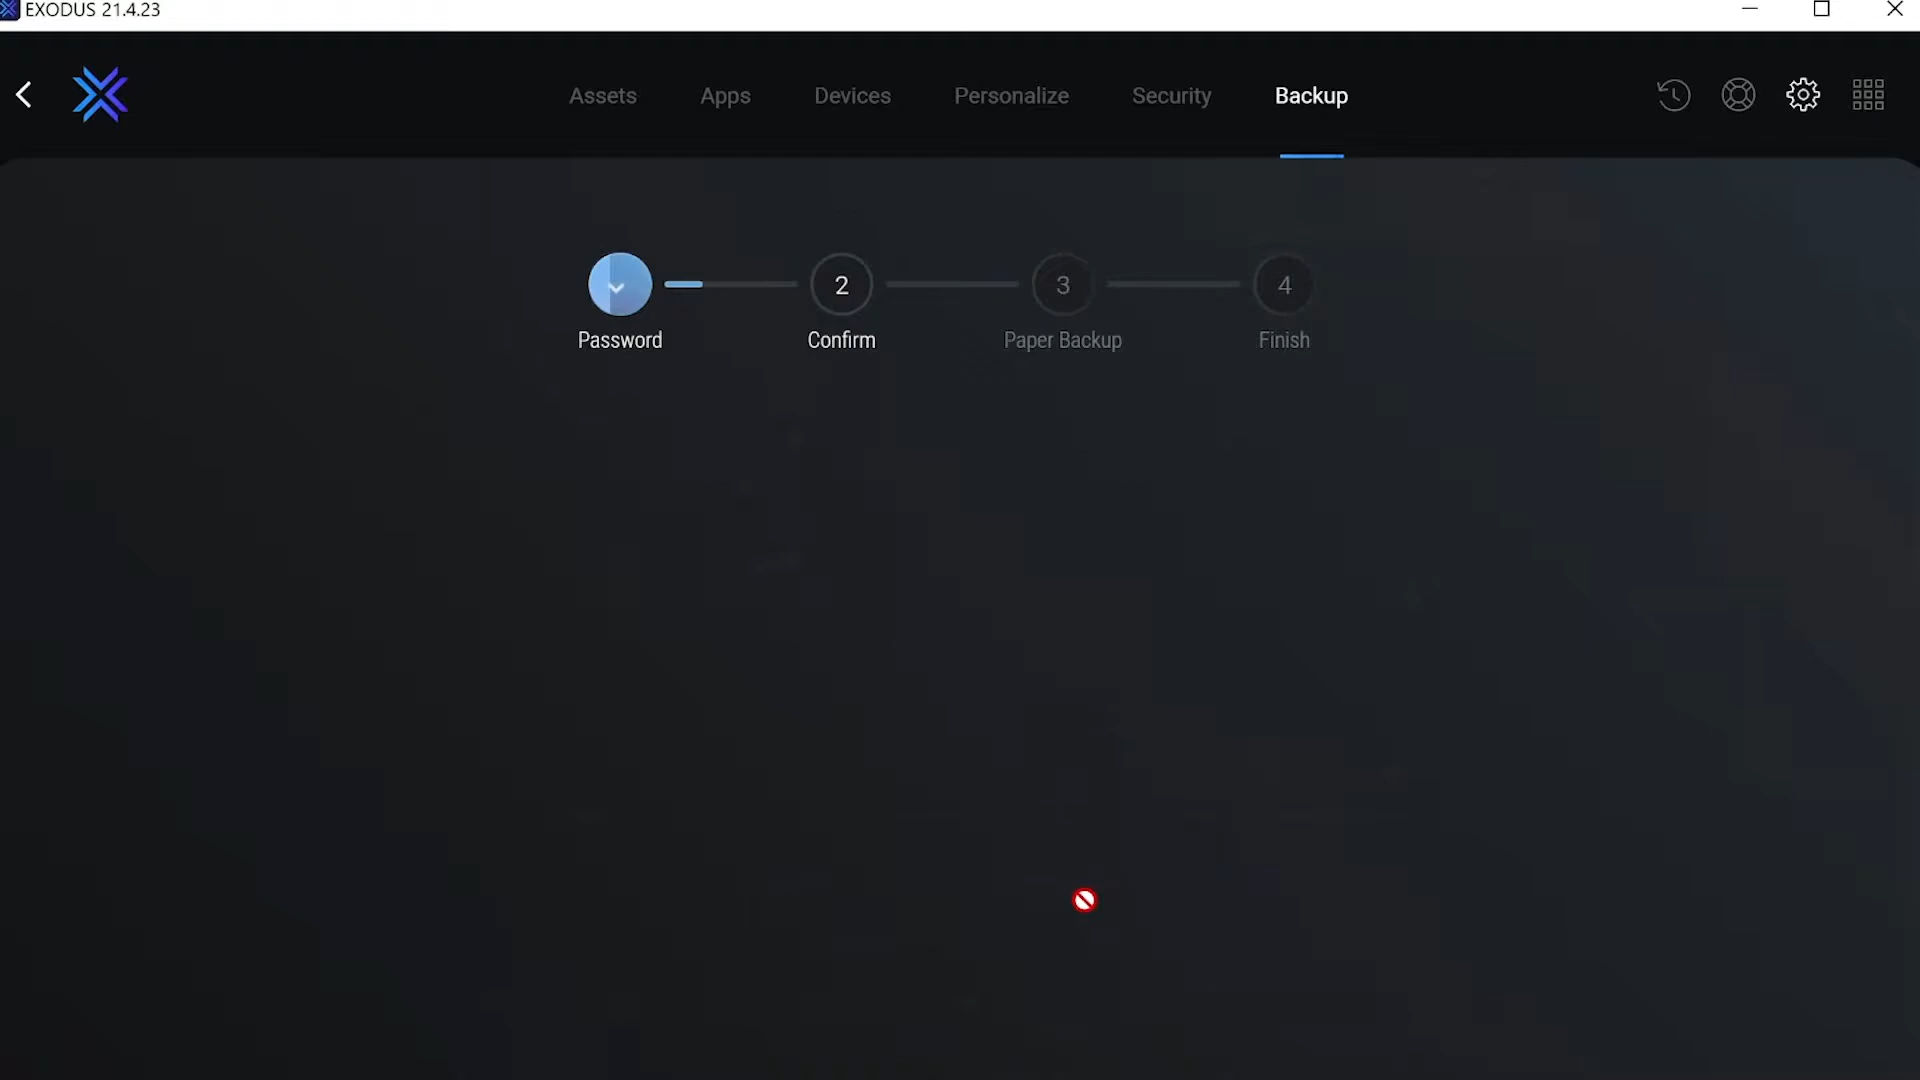 EXODUS 21.4.23
Assets Apps Devices Personalize Security Backup
2 3 4
Password Confirm Paper Backup Finish